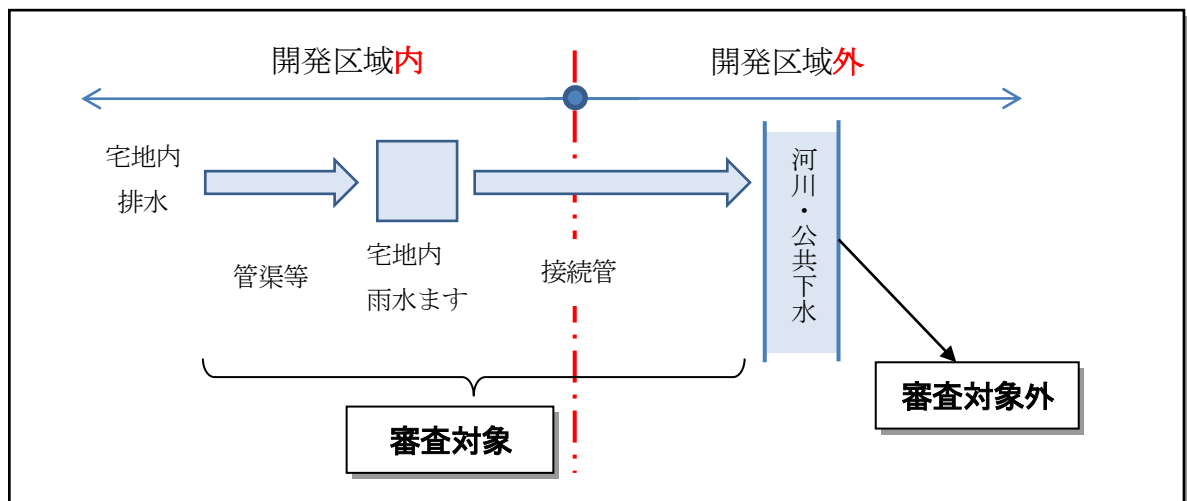 開発区域内
開発区域外
宅地内
排水
管渠等
宅地内
雨水ます
接続管
河川・公共下水
審査対象
審査対象外